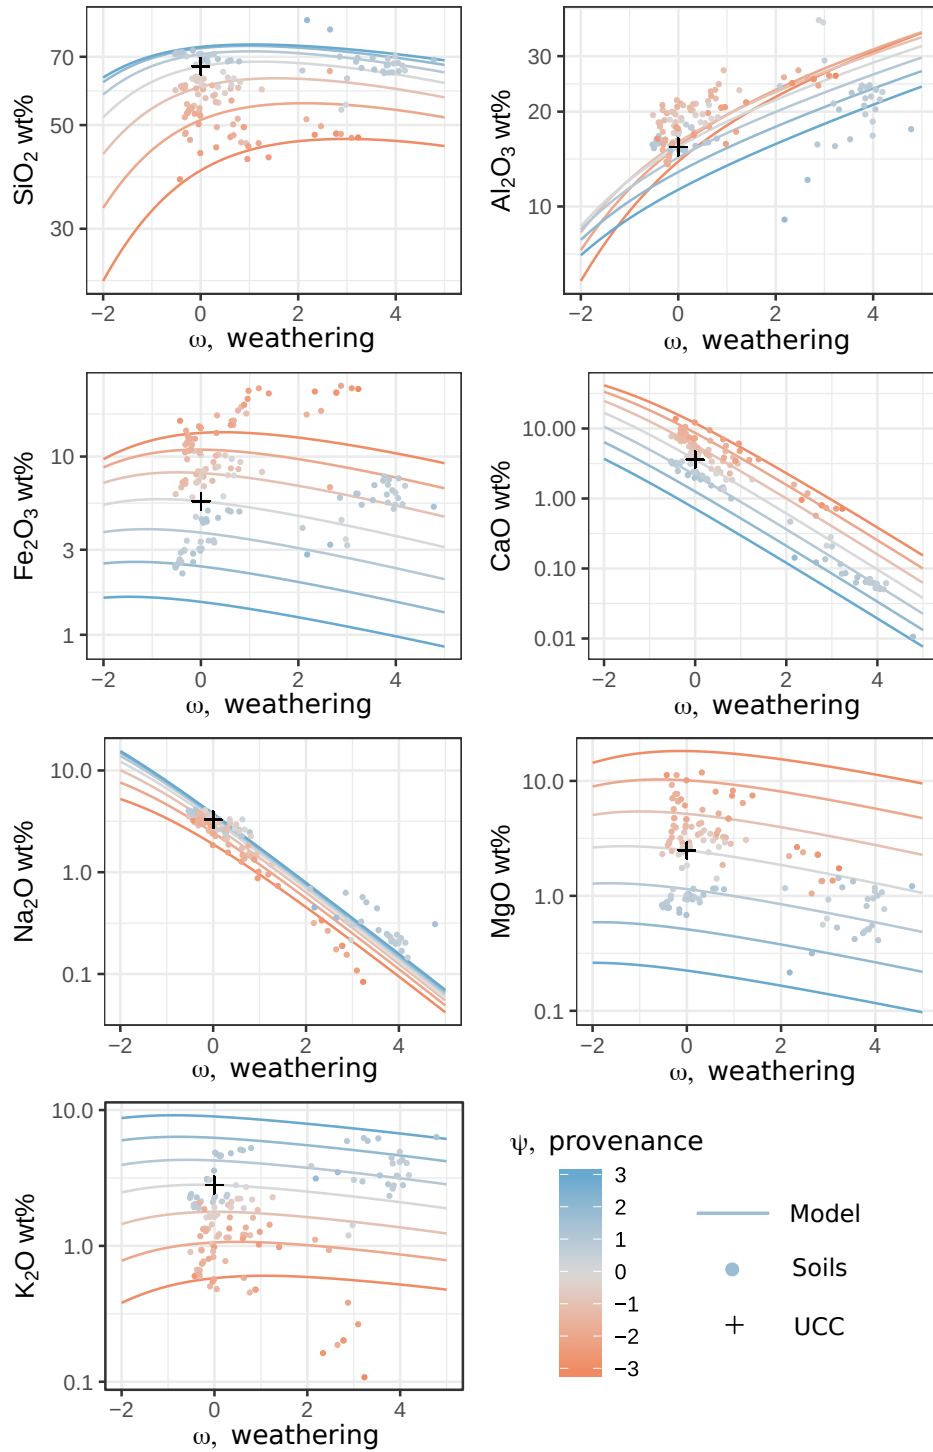 SiO₂ wt%
70
50
30
−2 0 2 4
ω, weathering
Al₂O₃ wt%
30
20
10
−2 0 2 4
ω, weathering
Fe₂O₃ wt%
10
3
1
−2 0 2 4
ω, weathering
CaO wt%
10.00
1.00
0.10
0.01
−2 0 2 4
ω, weathering
Na₂O wt%
10.0
1.0
0.1
−2 0 2 4
ω, weathering
MgO wt%
10.0
1.0
0.1
−2 0 2 4
ω, weathering
K₂O wt%
10.0
1.0
0.1
−2 0 2 4
ω, weathering
ψ, provenance
3
2
1
0
−1
−2
−3
Model
Soils
UCC